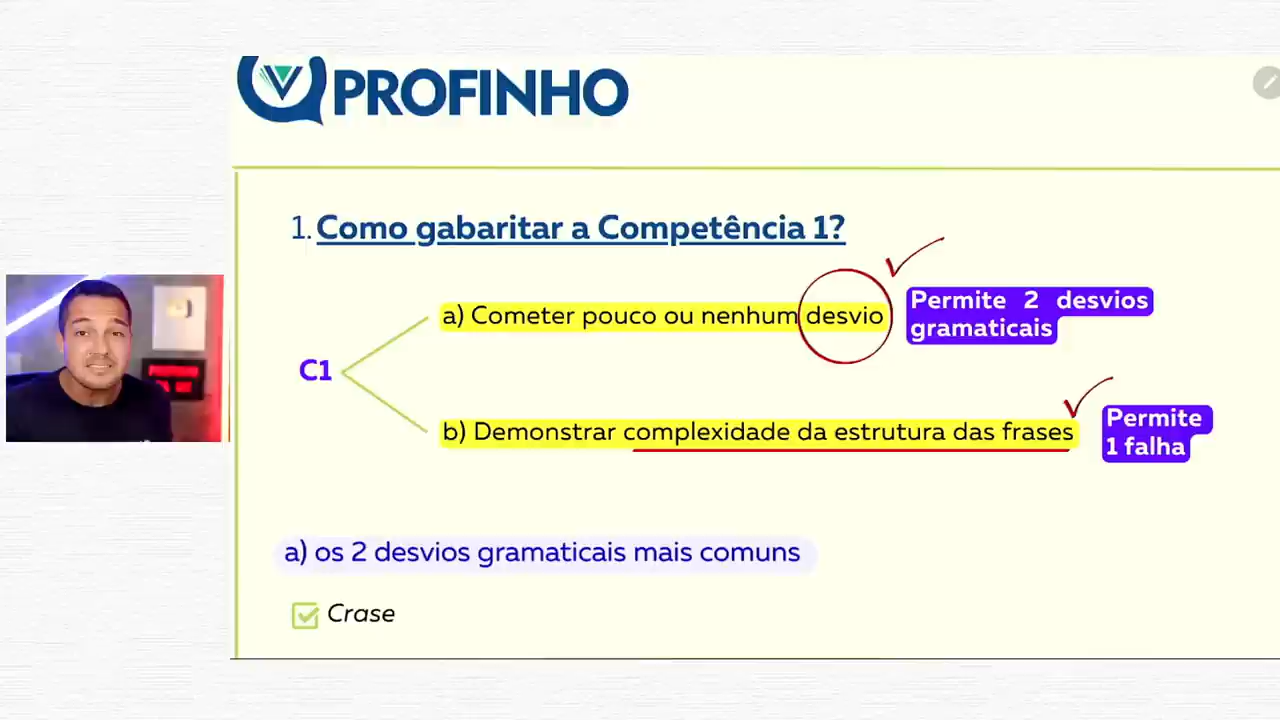 PROFINHO
1. Como gabaritar a Competência 1?
a) Cometer pouco ou nenhum desvio
Permite 2 desvios
gramaticais
C1
b) Demonstrar complexidade da estrutura das frases
Permite
1 falha
a) os 2 desvios gramaticais mais comuns
Crase